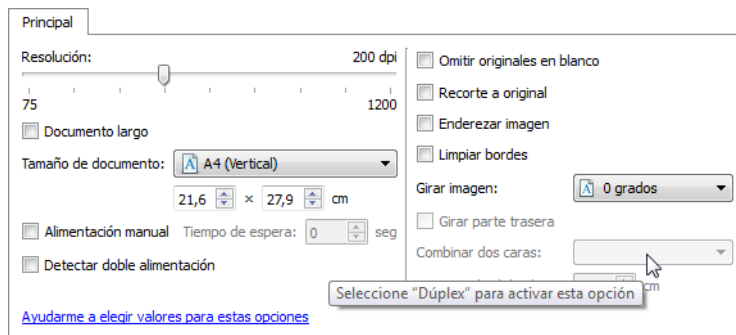 Principal
Resolución: 200 dpi
75 1200
Documento largo
Tamaño de documento: A4 (Vertical)
21,6 × 27,9 cm
Alimentación manual Tiempo de espera: 0 seg
Detectar doble alimentación
Ayudarme a elegir valores para estas opciones
Omitir originales en blanco
Recorte a original
Enderezar imagen
Limpiar bordes
Girar imagen: 0 grados
Girar parte trasera
Combinar dos caras:
cm
Seleccione "Dúplex" para activar esta opción